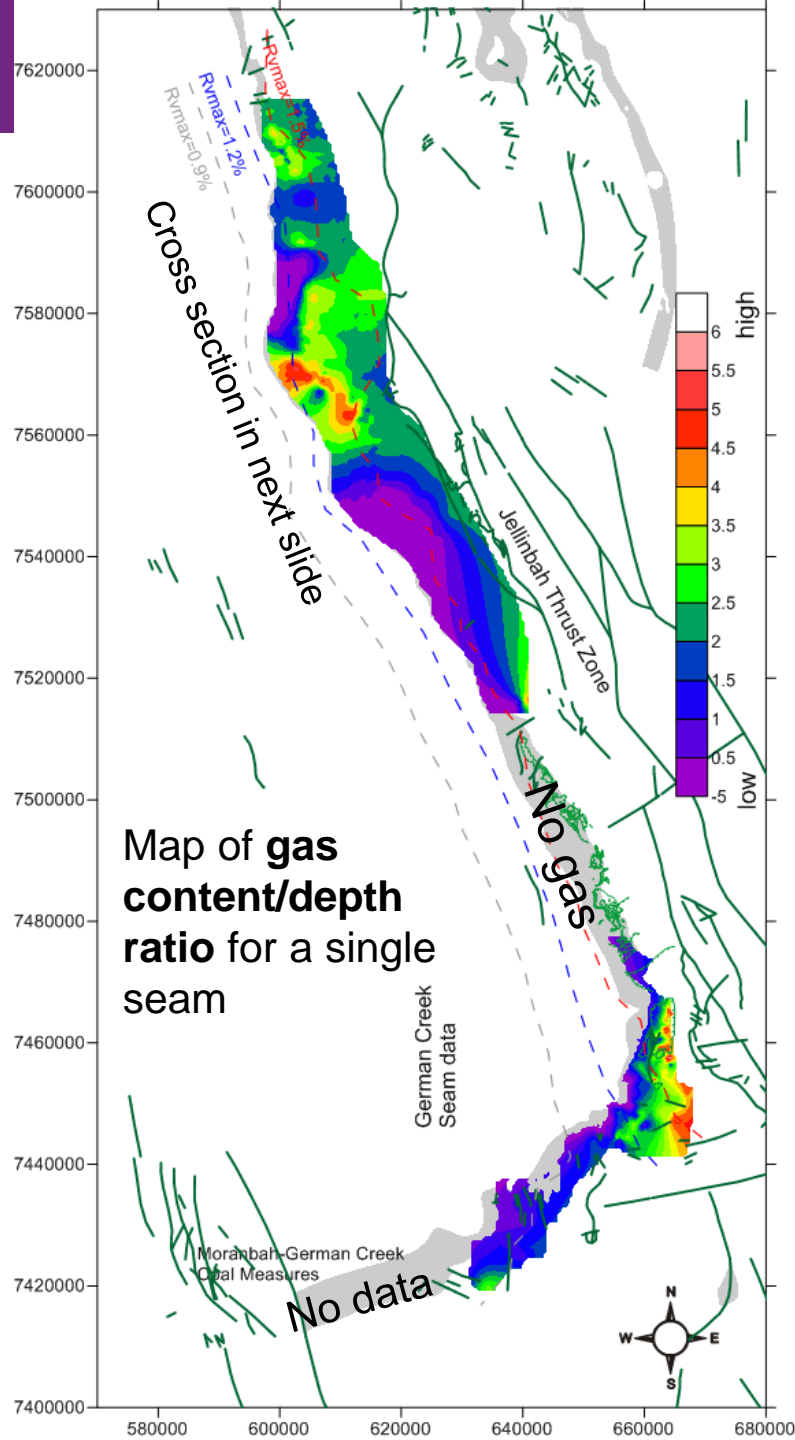 7620000
7600000
7580000
7560000
7540000
7520000
7500000
7480000
7460000
7440000
7420000
7400000
580000
600000
620000
640000
660000
680000
Rvmax=0.9%
Rvmax=1.2%
Rvmax=1.5%
Cross section in next slide
high
6
5.5
5
4.5
4
3.5
3
2.5
2
1.5
1
0.5
-5
low
Jellinbah Thrust Zone
No gas
Map of gas
content/depth
ratio for a single
seam
German Creek
Seam data
Moranbah-German Creek
Coal Measures
No data
N
W
E
S